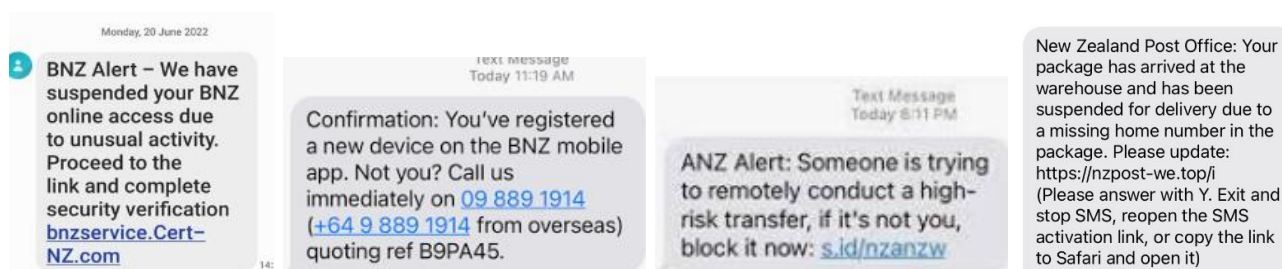 Monday, 20 June 2022
BNZ Alert – We have
suspended your BNZ
online access due
to unusual activity.
Proceed to the
link and complete
security verification
bnzservice.Cert–
NZ.com
14:
Text Message
Today 11:19 AM
Confirmation: You've registered
a new device on the BNZ mobile
app. Not you? Call us
immediately on 09 889 1914
(+64 9 889 1914 from overseas)
quoting ref B9PA45.
Text Message
Today 8:11 PM
ANZ Alert: Someone is trying
to remotely conduct a high-
risk transfer, if it's not you,
block it now: s.id/nzanzw
New Zealand Post Office: Your
package has arrived at the
warehouse and has been
suspended for delivery due to
a missing home number in the
package. Please update:
https://nzpost-we.top/i
(Please answer with Y. Exit and
stop SMS, reopen the SMS
activation link, or copy the link
to Safari and open it)